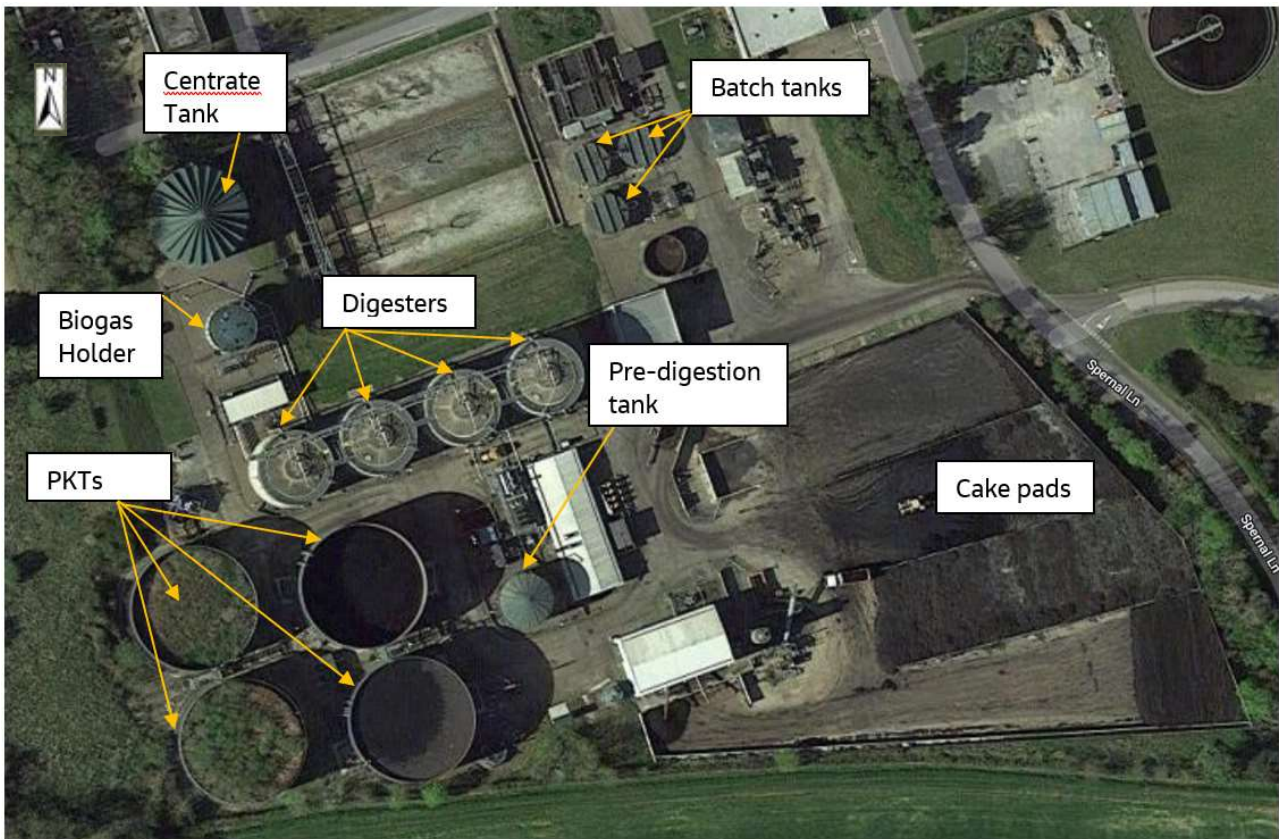 N
Centrate
Tank
Batch tanks
Biogas
Holder
Digesters
Pre-digestion
tank
PKTs
Cake pads
Spernal Ln
Spernal Ln